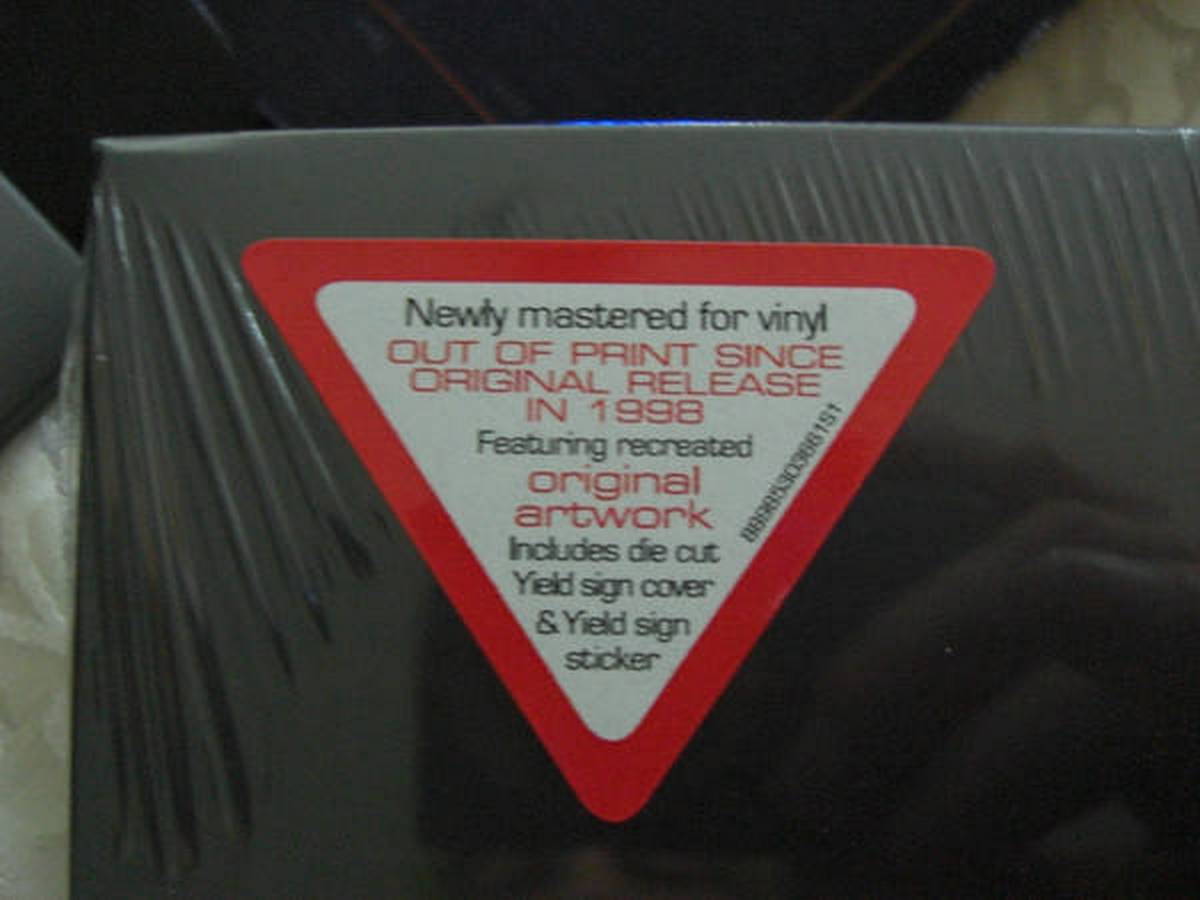 Newly mastered for vinyl
OUT OF PRINT SINCE
ORIGINAL RELEASE
IN 1998
Featuring recreated
original
artwork
Includes die cut
Yield sign cover
& Yield sign
sticker